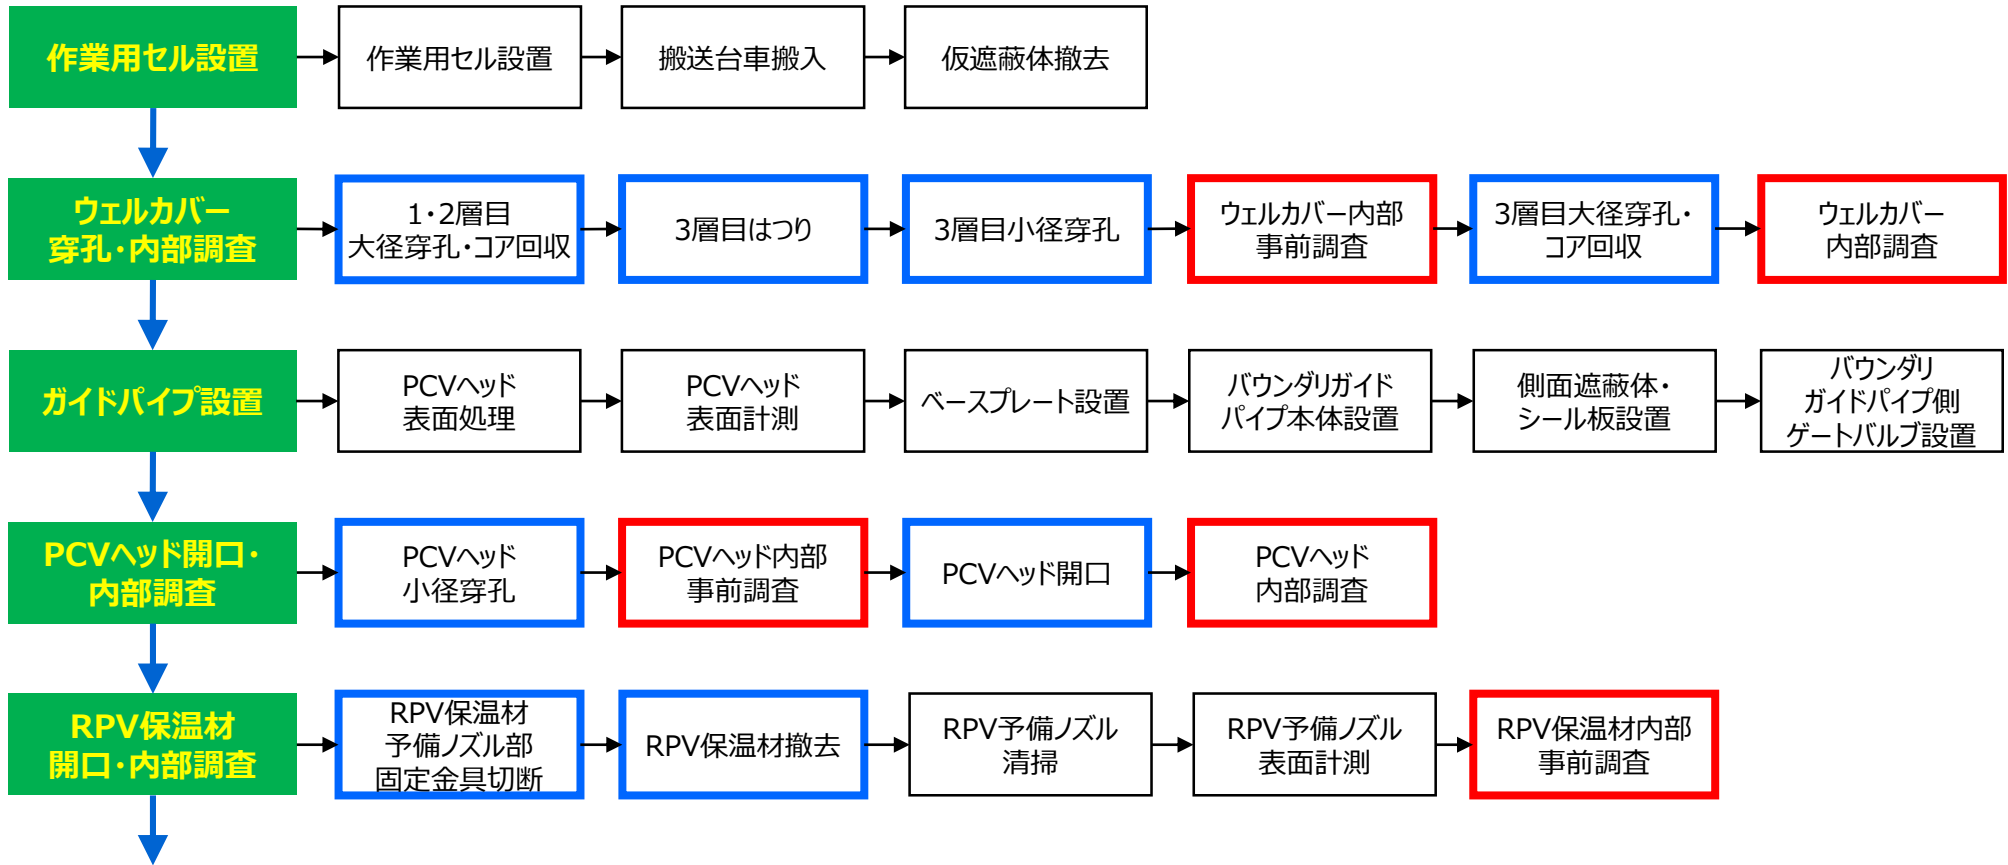 作業用セル設置
作業用セル設置
搬送台車搬入
仮遮蔽体撤去
ウェルカバー
穿孔・内部調査
1・2層目
大径穿孔・コア回収
3層目はつり
3層目小径穿孔
ウェルカバー内部
事前調査
3層目大径穿孔・
コア回収
ウェルカバー
内部調査
ガイドパイプ設置
PCVヘッド
表面処理
PCVヘッド
表面計測
ベースプレート設置
バウンダリガイド
パイプ本体設置
側面遮蔽体・
シール板設置
バウンダリ
ガイドパイプ側
ゲートバルブ設置
PCVヘッド開口・
内部調査
PCVヘッド
小径穿孔
PCVヘッド内部
事前調査
PCVヘッド開口
PCVヘッド
内部調査
RPV保温材
開口・内部調査
RPV保温材
予備ノズル部
固定金具切断
RPV保温材撤去
RPV予備ノズル
清掃
RPV予備ノズル
表面計測
RPV保温材内部
事前調査